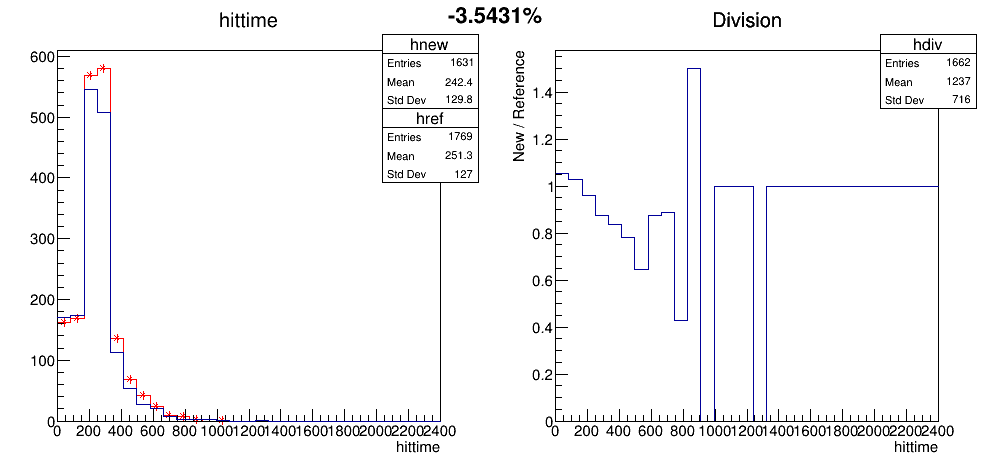 -3.5431%
hittime
hnew
Entries 1631
Mean 242.4
Std Dev 129.8
href
Entries 1769
Mean 251.3
Std Dev 127
600
500
400
300
200
100
0
0 200 400 600 800 1000 1200 1400 1600 1800 2000 2200 2400
hittime
Division
hdiv
Entries 1662
Mean 1237
Std Dev 716
New / Reference
1.4
1.2
1
0.8
0.6
0.4
0.2
0
0 200 400 600 800 1000 1200 1400 1600 1800 2000 2200 2400
hittime